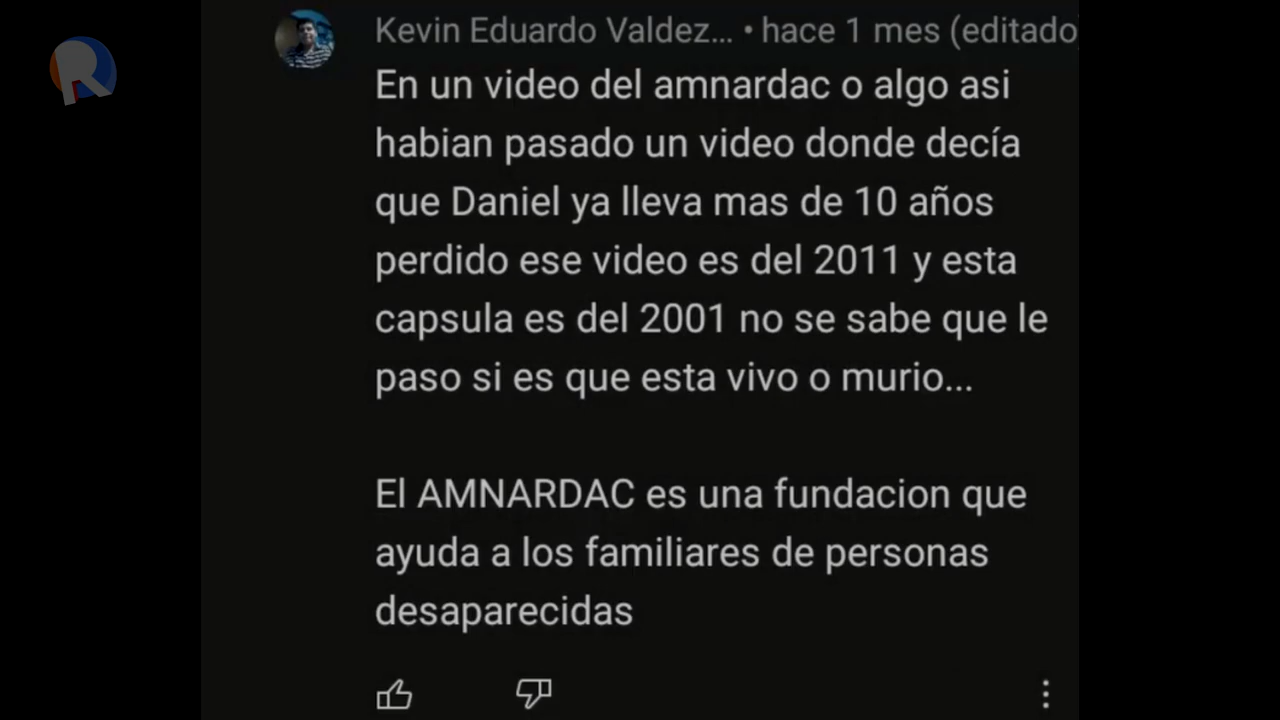 Kevin Eduardo Valdez... • hace 1 mes (editado
En un video del amnardac o algo asi
habian pasado un video donde decía
que Daniel ya lleva mas de 10 años
perdido ese video es del 2011 y esta
capsula es del 2001 no se sabe que le
paso si es que esta vivo o murio...
El AMNARDAC es una fundacion que
ayuda a los familiares de personas
desaparecidas